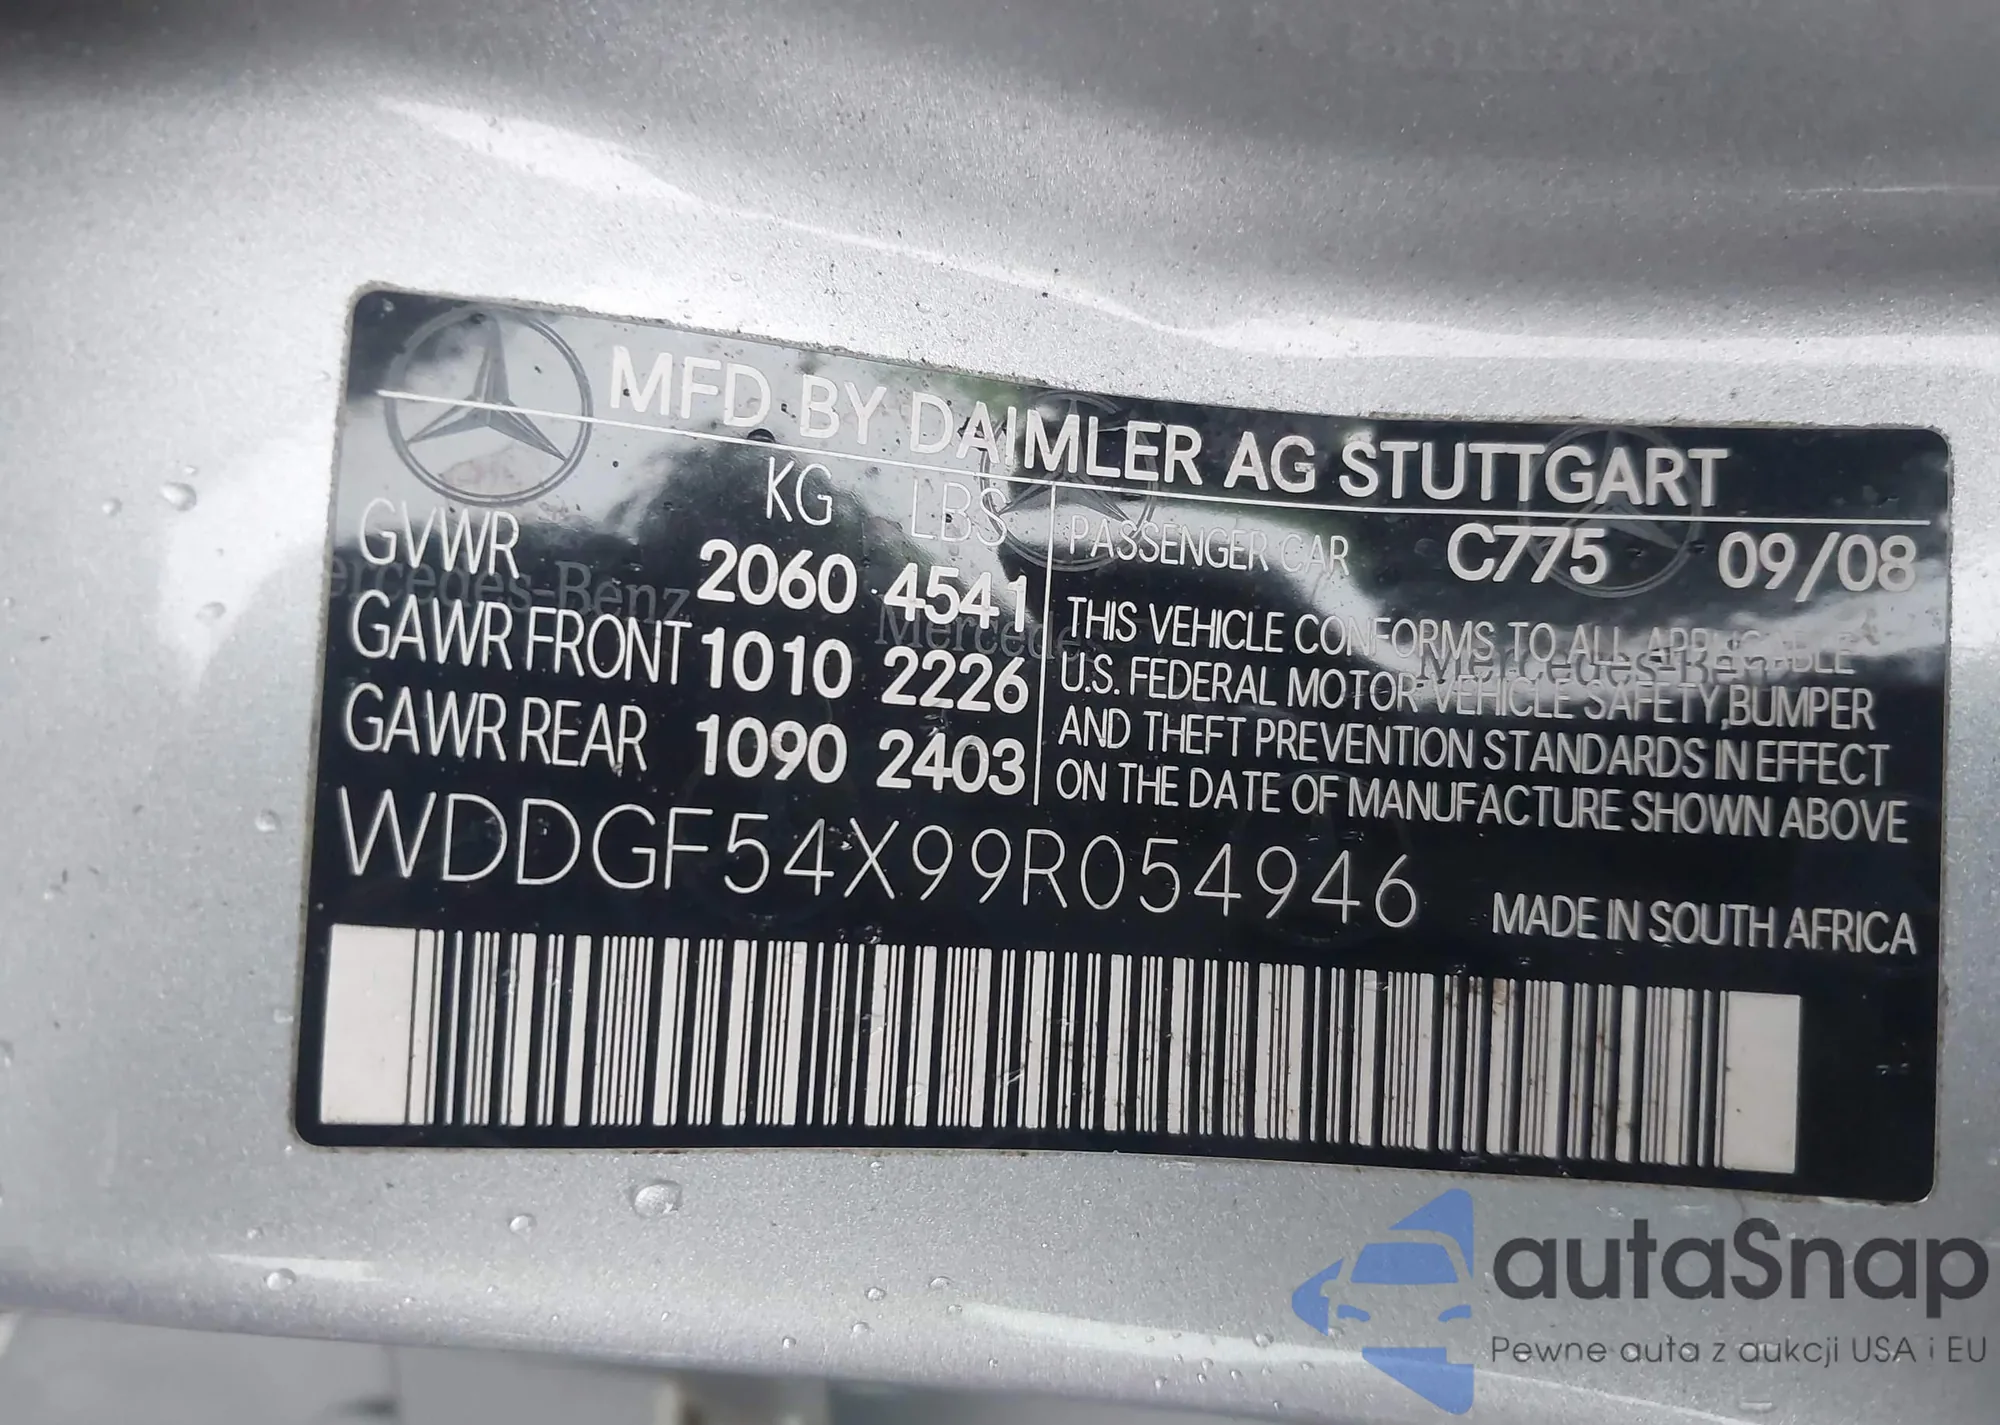 MFD BY DAIMLER AG STUTTGART
KG LBS
GVWR 2060 4541
GAWR FRONT 1010 2226
GAWR REAR 1090 2403
PASSENGER CAR C775 09/08
THIS VEHICLE CONFORMS TO ALL APPLICABLE
U.S. FEDERAL MOTOR VEHICLE SAFETY, BUMPER
AND THEFT PREVENTION STANDARDS IN EFFECT
ON THE DATE OF MANUFACTURE SHOWN ABOVE
WDDGF54X99R054946
MADE IN SOUTH AFRICA
Mercedes-Benz
autaSnap
Pewne auta z aukcji USA i EU